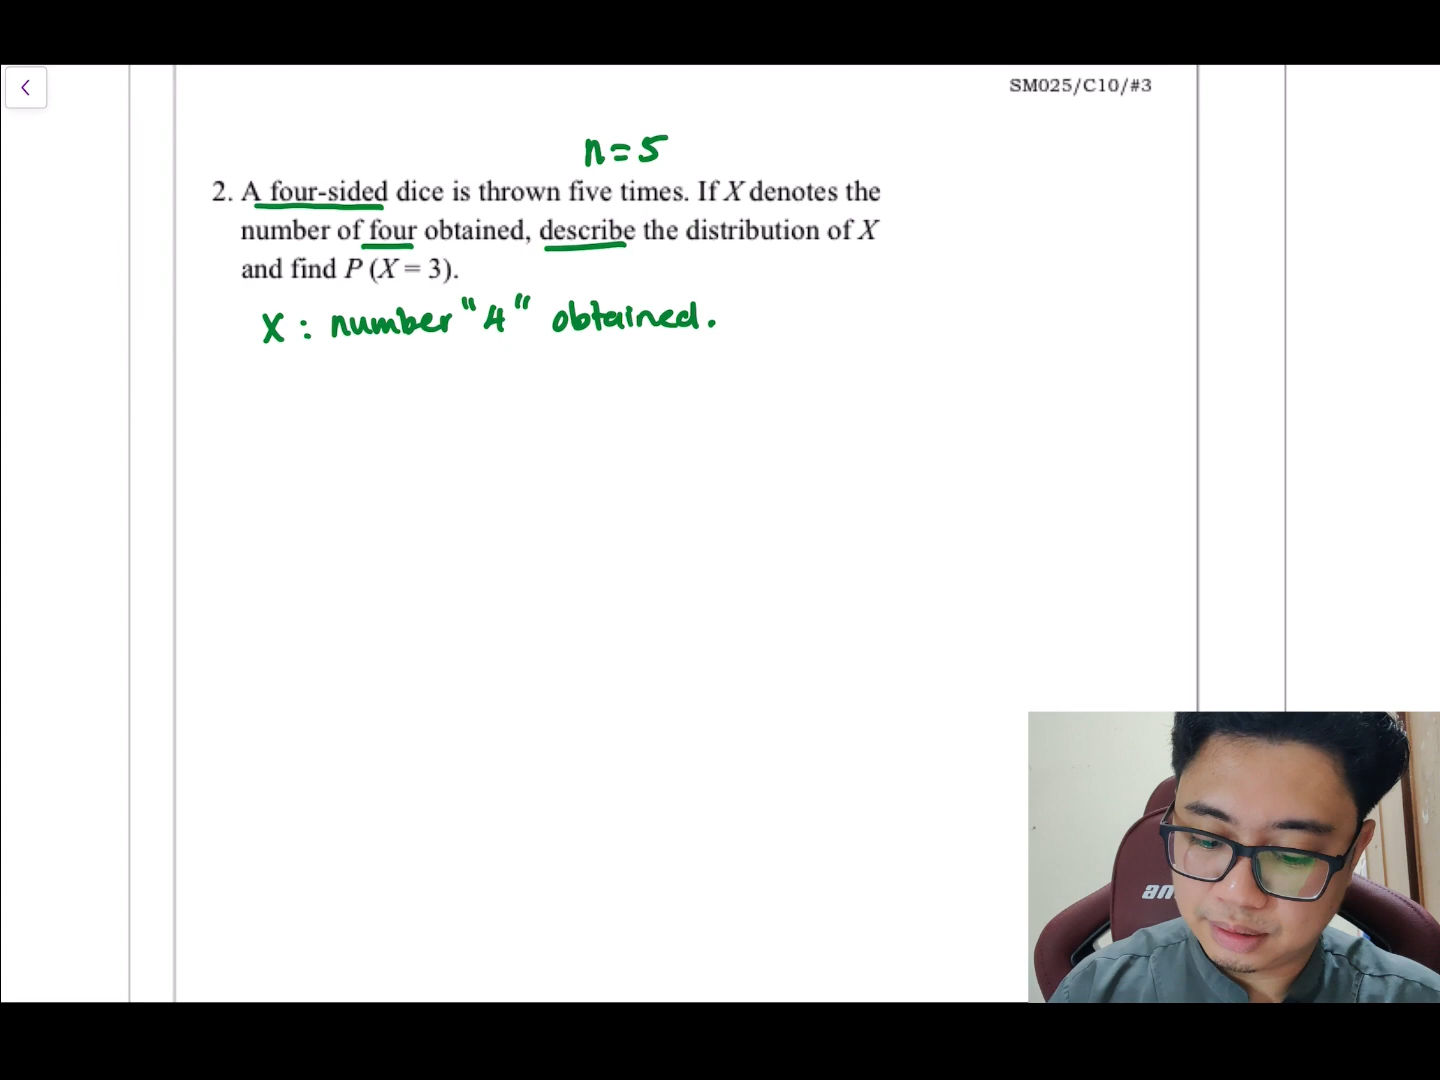 SM025/C10/#3
n=5
2. A four-sided dice is thrown five times. If X denotes the
number of four obtained, describe the distribution of X
and find P (X = 3).
X : number "4" obtained.
an